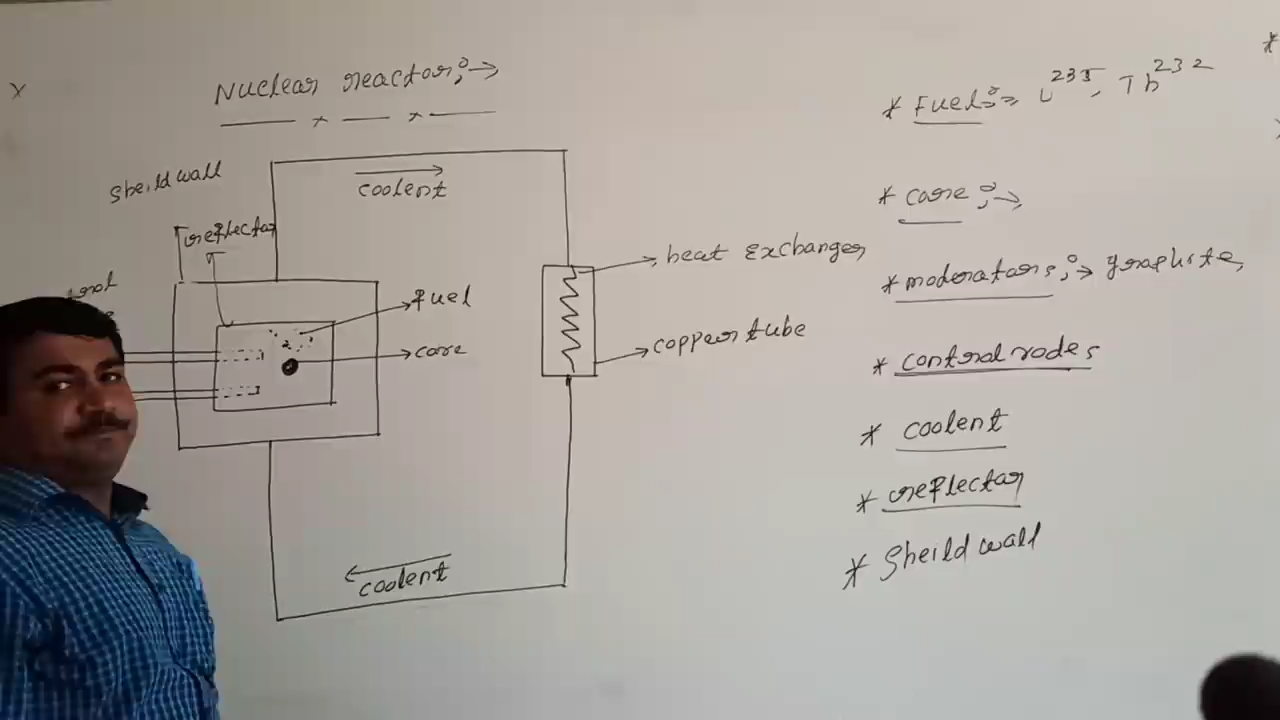 Nuclear reactor :→
Sheild wall
reflector
coolent
fuel
core
heat exchanger
copper tube
coolent
* Fuel :→ U²³⁵, Th²³²
* core :→
* moderators :→ graphite,
* control rodes
* coolent
* reflector
* Sheild wall